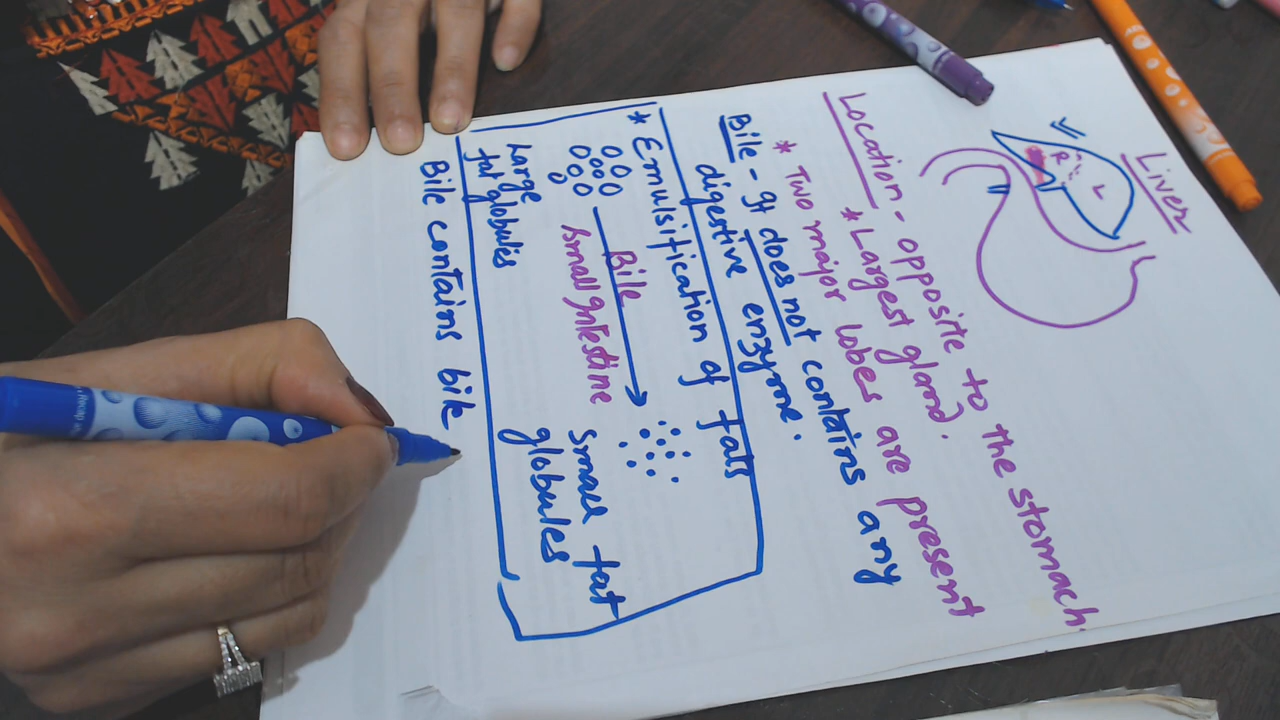 Liver
R L
Location - opposite to the stomach.
* Largest gland.
* Two major lobes are present
Bile - It does not contains any
digestive enzyme.
* Emulsification of fats
Bile
Small Intestine
Large
fat globules
small fat
globules
Bile contains bile